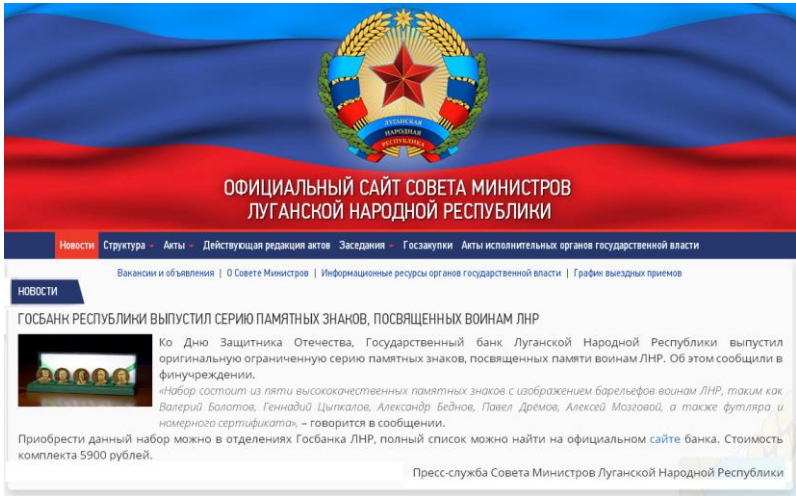 ЛУГАНСКАЯ
НАРОДНАЯ
РЕСПУБЛИКА
ОФИЦИАЛЬНЫЙ САЙТ СОВЕТА МИНИСТРОВ
ЛУГАНСКОЙ НАРОДНОЙ РЕСПУБЛИКИ
Новости Структура Акты Действующая редакция актов Заседания Госзакупки Акты исполнительных органов государственной власти
Вакансии и объявления | О Совете Министров | Информационные ресурсы органов государственной власти | График выездных приемов
НОВОСТИ
ГОСБАНК РЕСПУБЛИКИ ВЫПУСТИЛ СЕРИЮ ПАМЯТНЫХ ЗНАКОВ, ПОСВЯЩЕННЫХ ВОИНАМ ЛНР
Ко Дню Защитника Отечества, Государственный банк Луганской Народной Республики выпустил
оригинальную ограниченную серию памятных знаков, посвященных памяти воинам ЛНР. Об этом сообщили в
финучреждении.
«Набор состоит из пяти высококачественных памятных знаков с изображением барельефов воинам ЛНР, таким как
Валерий Болотов, Геннадий Цыпкалов, Александр Беднов, Павел Дрёмов, Алексей Мозговой, а также футляра и
номерного сертификата», – говорится в сообщении.
Приобрести данный набор можно в отделениях Госбанка ЛНР, полный список можно найти на официальном сайте банка. Стоимость
комплекта 5900 рублей.
Пресс-служба Совета Министров Луганской Народной Республики